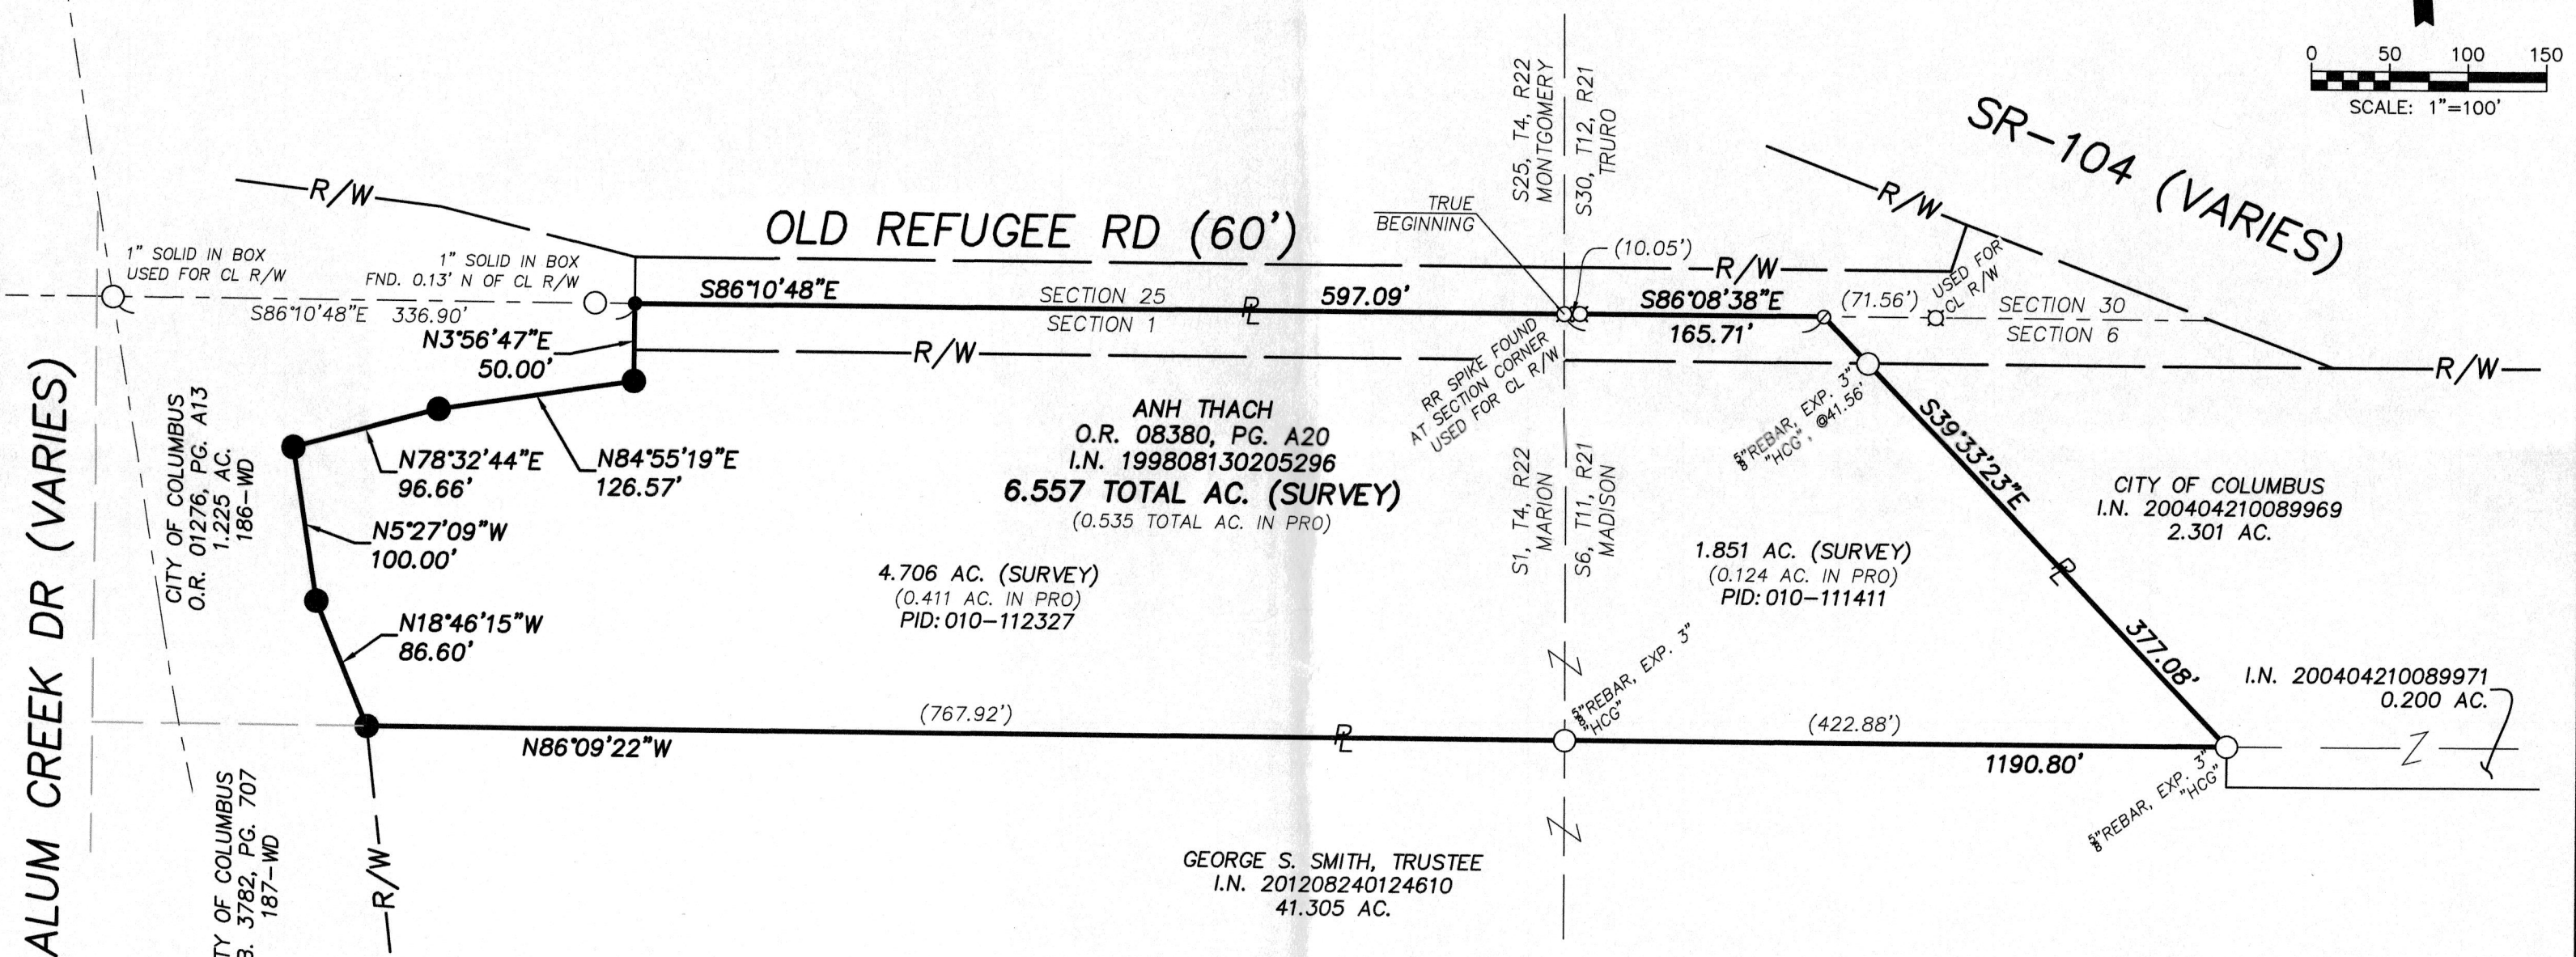 0 50 100 150
SCALE: 1"=100'
SR-104 (VARIES)
S25, T4, R22
MONTGOMERY
S30, T12, R21
TRURO
R/W
OLD REFUGEE RD (60')
TRUE
BEGINNING
(10.05')
R/W
R/W
1" SOLID IN BOX
USED FOR CL R/W
1" SOLID IN BOX
FND. 0.13' N OF CL R/W
S86°10'48"E 336.90'
S86°10'48"E
SECTION 25
SECTION 1
597.09'
S86°08'38"E
165.71'
(71.56')
USED FOR
CL R/W
SECTION 30
SECTION 6
R/W
N3°56'47"E
50.00'
R/W
RR SPIKE FOUND
AT SECTION CORNER
USED FOR CL R/W
5/8"REBAR, EXP. 3"
"HCG", @41.56'
ALUM CREEK DR (VARIES)
CITY OF COLUMBUS
O.R. 01276, PG. A13
1.225 AC.
186-WD
N78°32'44"E
96.66'
N84°55'19"E
126.57'
ANH THACH
O.R. 08380, PG. A20
I.N. 199808130205296
6.557 TOTAL AC. (SURVEY)
(0.535 TOTAL AC. IN PRO)
S1, T4, R22
MARION
S6, T11, R21
MADISON
S39°33'23"E
377.08'
CITY OF COLUMBUS
I.N. 200404210089969
2.301 AC.
N5°27'09"W
100.00'
4.706 AC. (SURVEY)
(0.411 AC. IN PRO)
PID: 010-112327
1.851 AC. (SURVEY)
(0.124 AC. IN PRO)
PID: 010-111411
N18°46'15"W
86.60'
5/8"REBAR, EXP. 3"
"HCG"
I.N. 200404210089971
0.200 AC.
(767.92')
N86°09'22"W
(422.88')
1190.80'
5/8"REBAR, EXP. 3"
"HCG"
TY OF COLUMBUS
B. 3782, PG. 707
187-WD
R/W
GEORGE S. SMITH, TRUSTEE
I.N. 201208240124610
41.305 AC.